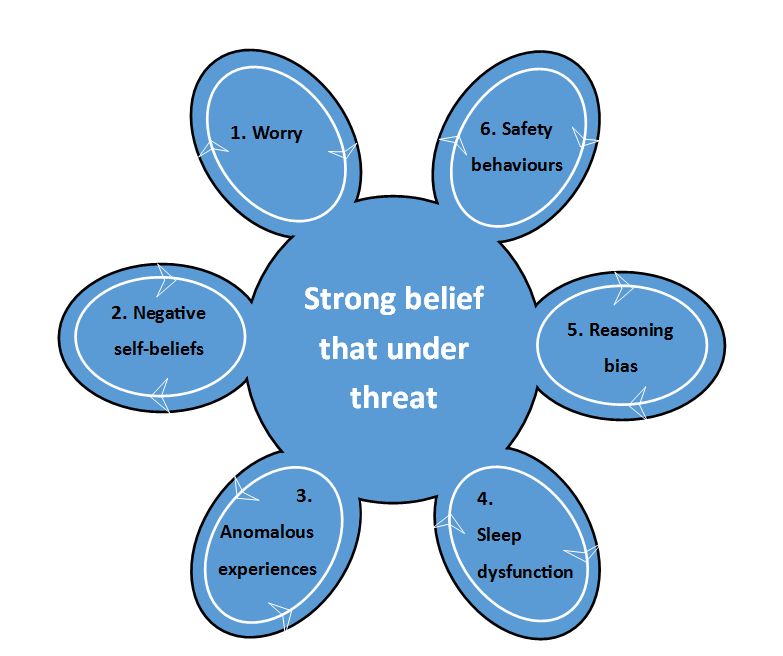 1. Worry
6. Safety
behaviours
2. Negative
self-beliefs
Strong belief
that under
threat
5. Reasoning
bias
3.
Anomalous
experiences
4.
Sleep
dysfunction